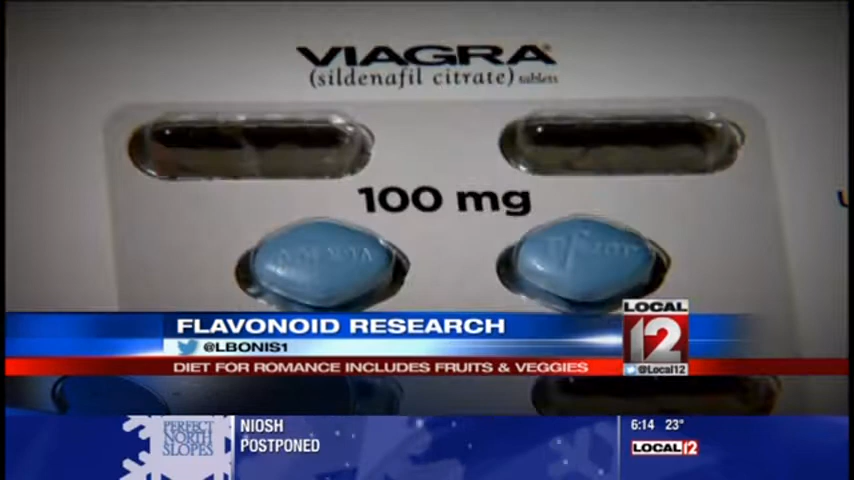 VIAGRA®
(sildenafil citrate) tablets
100 mg
FLAVONOID RESEARCH
@LBONIS1
DIET FOR ROMANCE INCLUDES FRUITS & VEGGIES
LOCAL
12
@Local12
PERFECT
NORTH
SLOPES
NIOSH
POSTPONED
6:14 23°
LOCAL 12